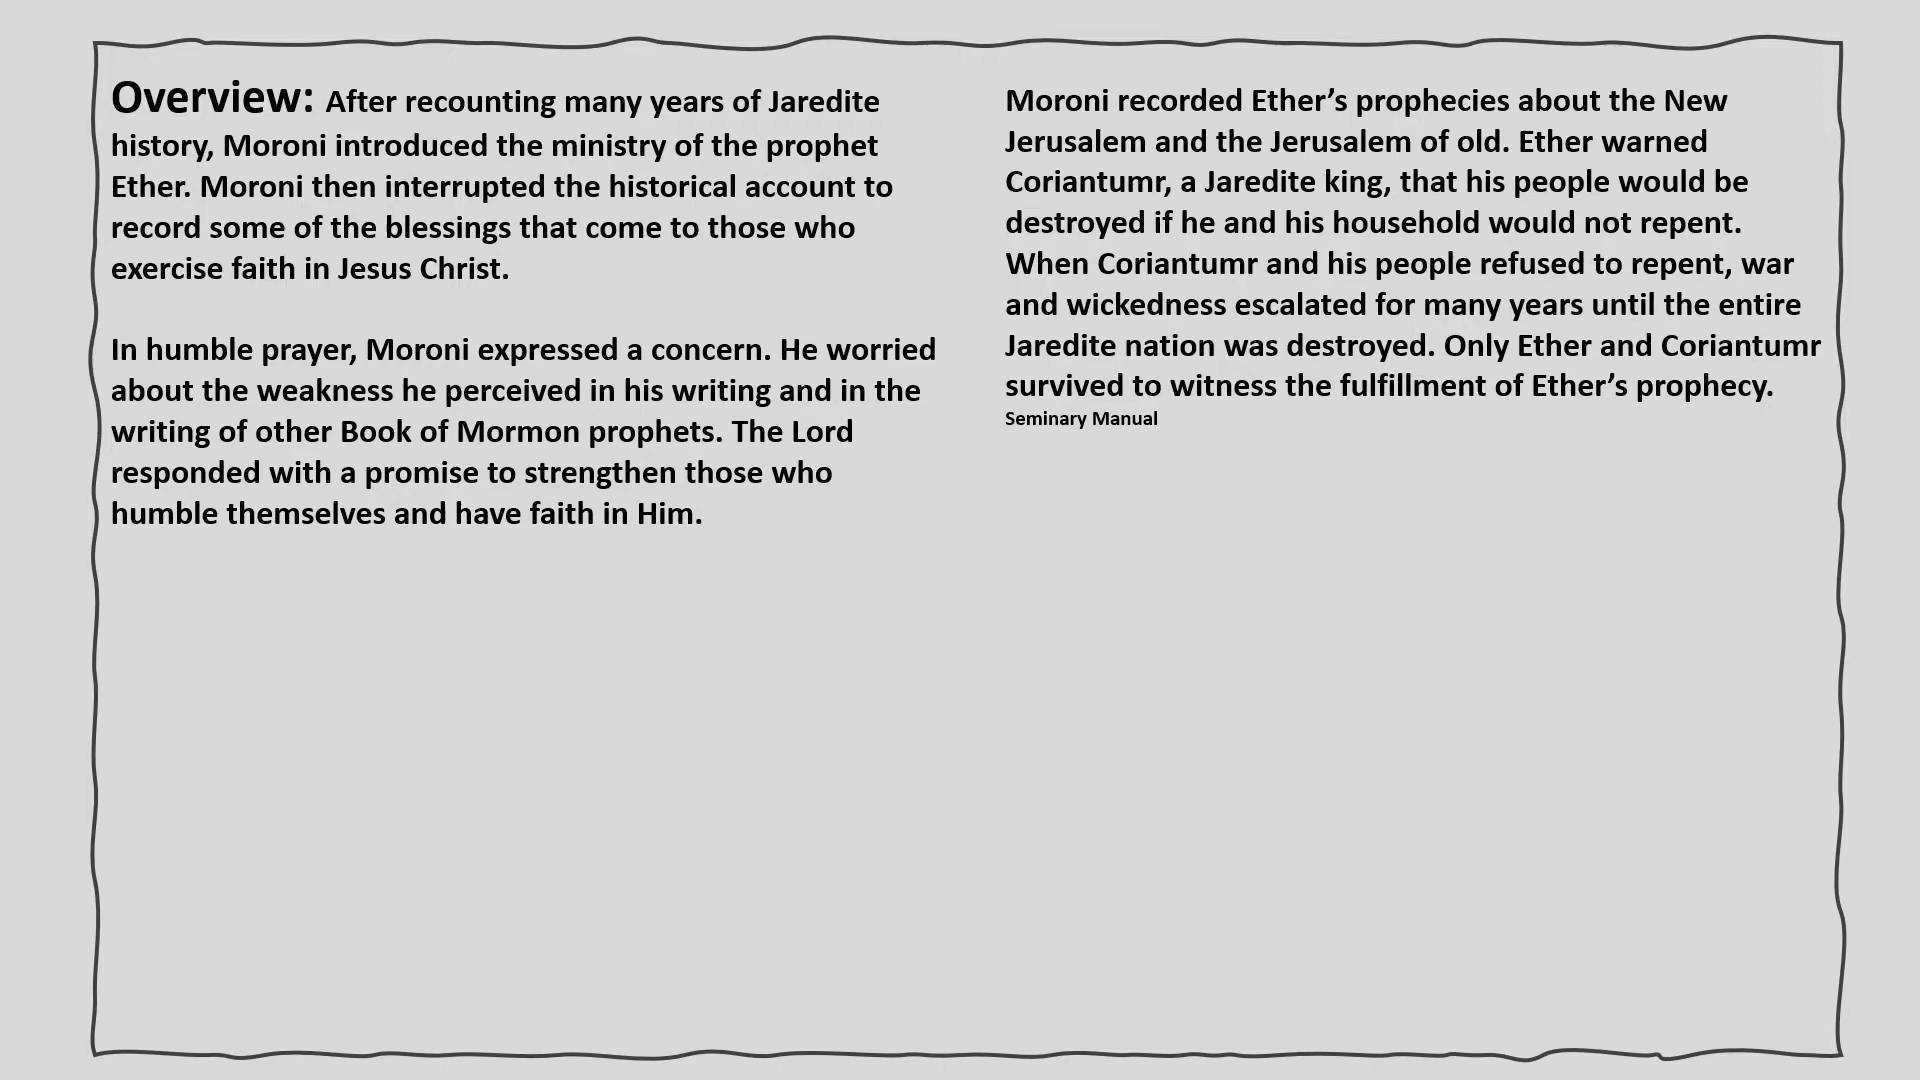 Overview: After recounting many years of Jaredite
history, Moroni introduced the ministry of the prophet
Ether. Moroni then interrupted the historical account to
record some of the blessings that come to those who
exercise faith in Jesus Christ.
In humble prayer, Moroni expressed a concern. He worried
about the weakness he perceived in his writing and in the
writing of other Book of Mormon prophets. The Lord
responded with a promise to strengthen those who
humble themselves and have faith in Him.
Moroni recorded Ether’s prophecies about the New
Jerusalem and the Jerusalem of old. Ether warned
Coriantumr, a Jaredite king, that his people would be
destroyed if he and his household would not repent.
When Coriantumr and his people refused to repent, war
and wickedness escalated for many years until the entire
Jaredite nation was destroyed. Only Ether and Coriantumr
survived to witness the fulfillment of Ether’s prophecy.
Seminary Manual